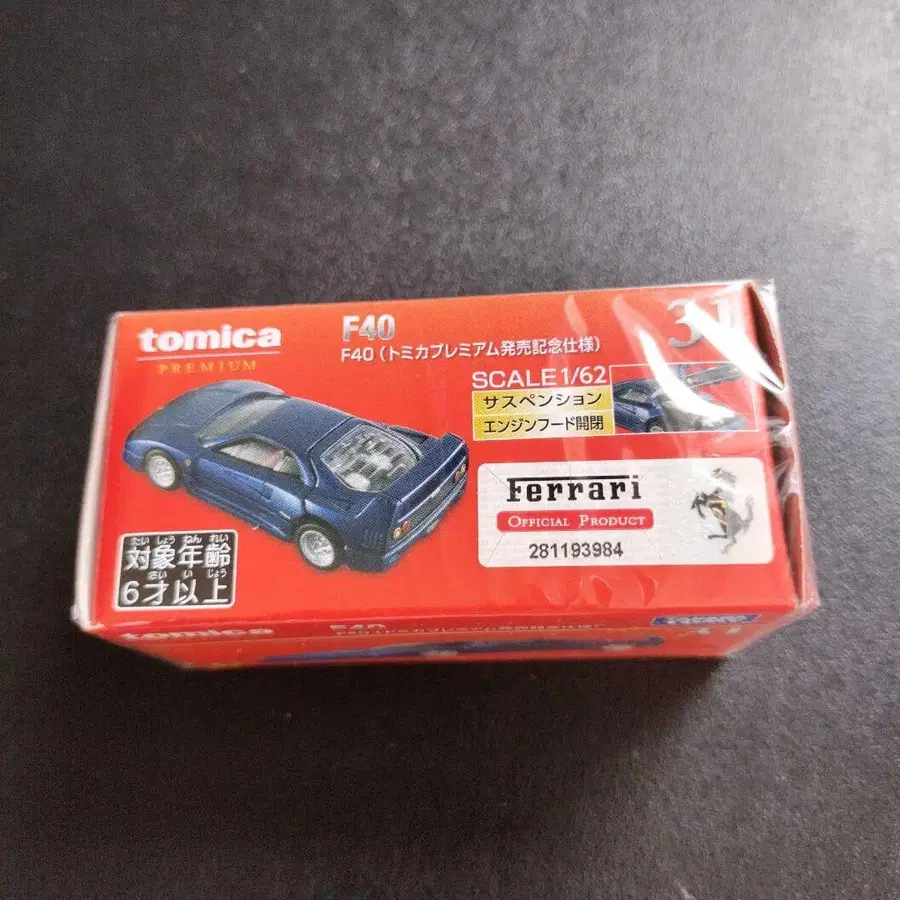 tomica
PREMIUM
F40
F40（トミカプレミアム発売記念仕様）
31
SCALE 1/62
サスペンション
エンジンフード開閉
Ferrari
OFFICIAL PRODUCT
281193984
たいしょうねんれい
対象年齢
さいいじょう
6才以上
tomica
F40